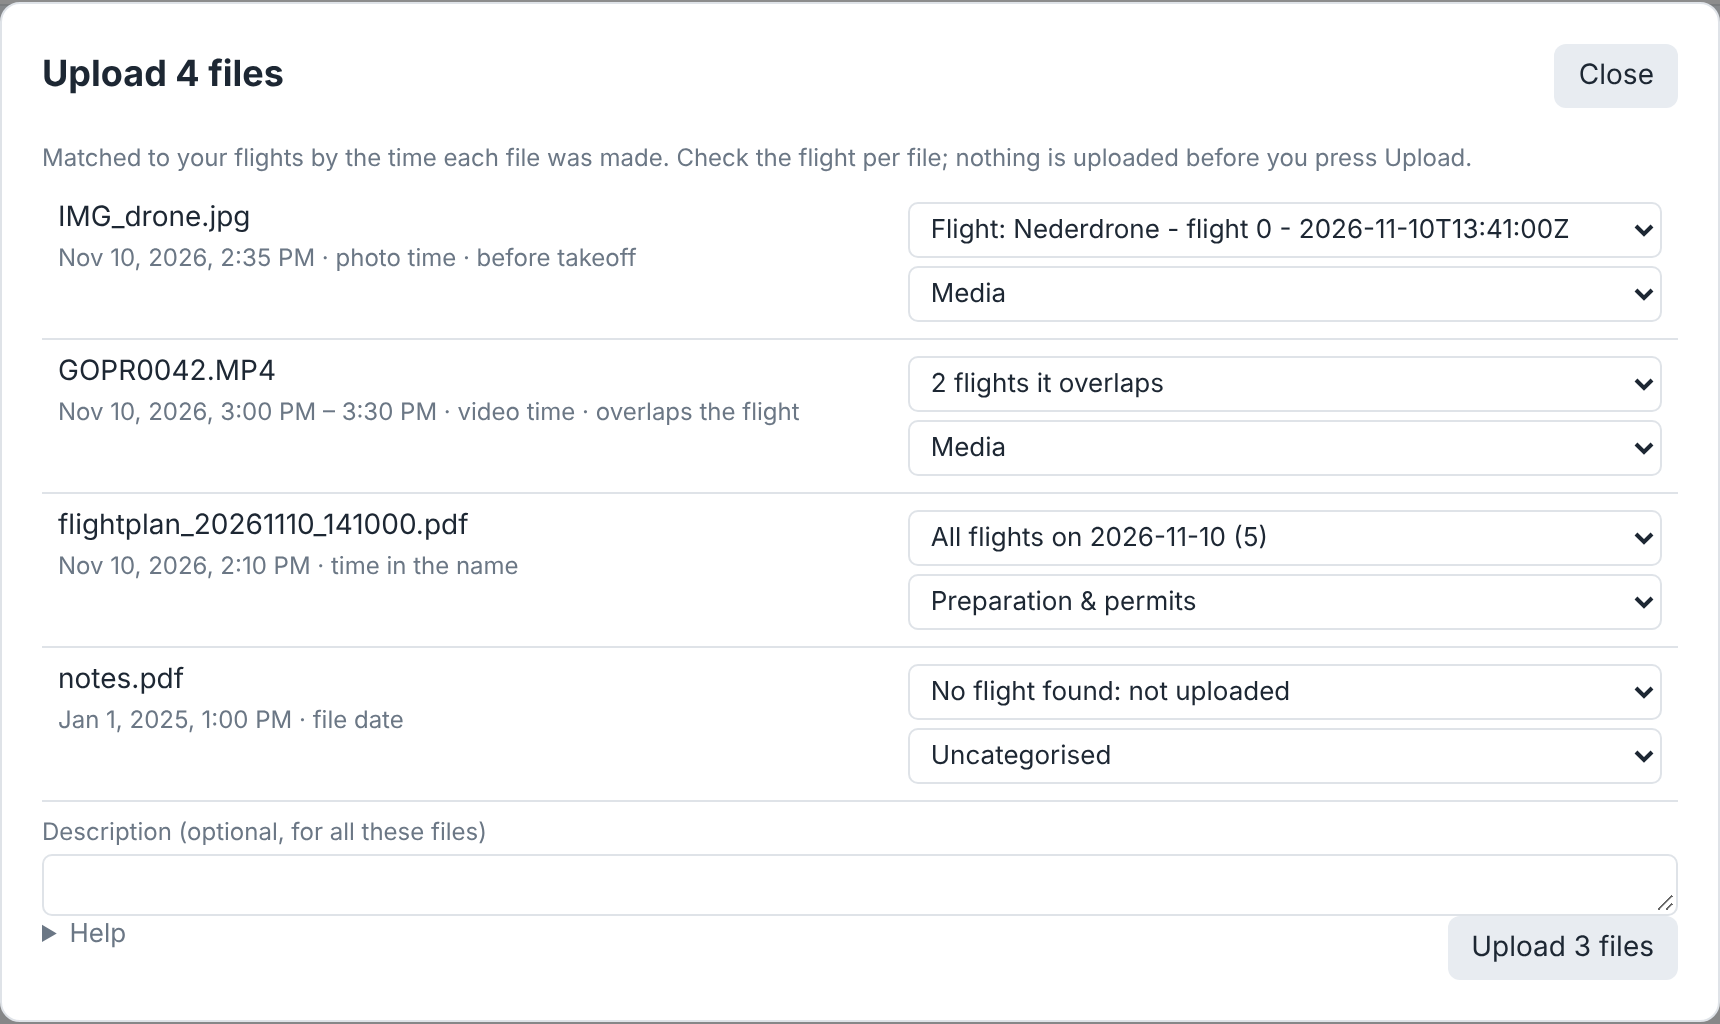 Upload 4 files
Close
Matched to your flights by the time each file was made. Check the flight per file; nothing is uploaded before you press Upload.
IMG_drone.jpg
Nov 10, 2026, 2:35 PM · photo time · before takeoff
Flight: Nederdrone - flight 0 - 2026-11-10T13:41:00Z
Media
GOPR0042.MP4
Nov 10, 2026, 3:00 PM – 3:30 PM · video time · overlaps the flight
2 flights it overlaps
Media
flightplan_20261110_141000.pdf
Nov 10, 2026, 2:10 PM · time in the name
All flights on 2026-11-10 (5)
Preparation & permits
notes.pdf
Jan 1, 2025, 1:00 PM · file date
No flight found: not uploaded
Uncategorised
Description (optional, for all these files)
Help
Upload 3 files